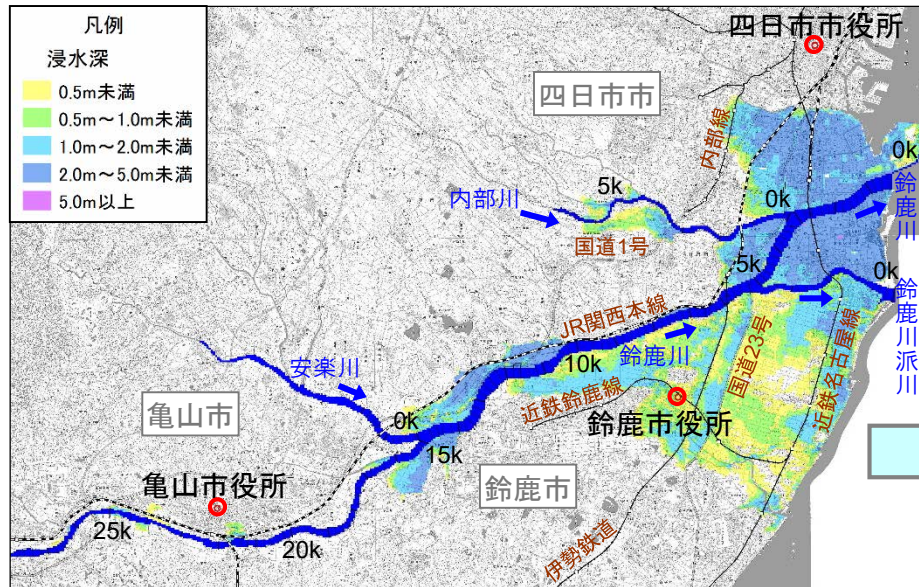 凡例
浸水深
0.5m未満
0.5m～1.0m未満
1.0m～2.0m未満
2.0m～5.0m未満
5.0m以上
四日市市役所
四日市市
内部線
0k
鈴鹿川
5k
内部川
0k
国道1号
5k
0k
鈴鹿川派川
JR関西本線
国道23号
近鉄名古屋線
10k
鈴鹿川
安楽川
近鉄鈴鹿線
亀山市
0k
鈴鹿市役所
15k
亀山市役所
鈴鹿市
25k
20k
伊勢鉄道